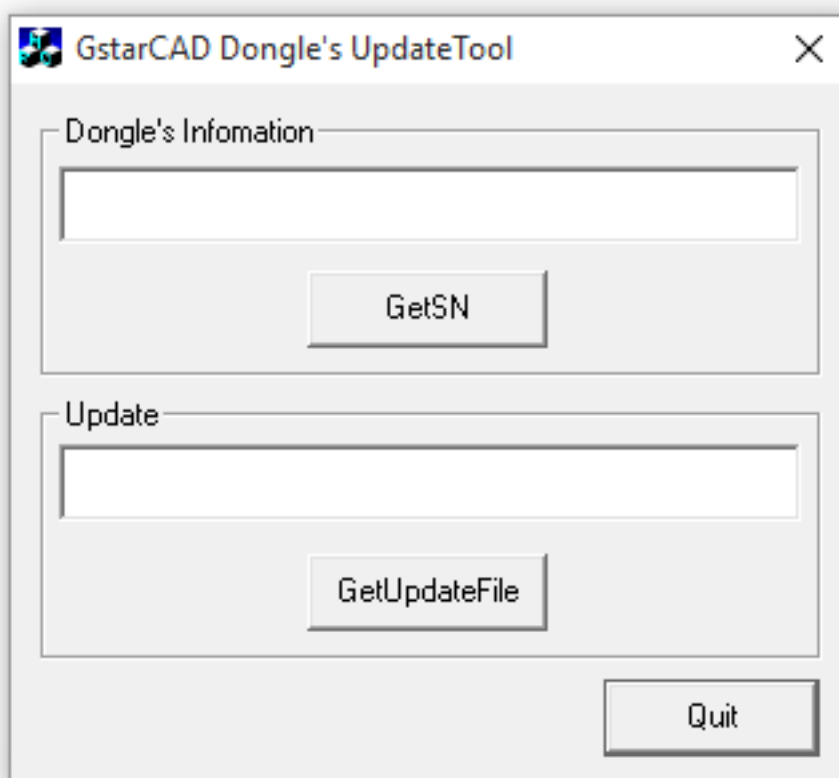 GstarCAD Dongle's UpdateTool
Dongle's Infomation
GetSN
Update
GetUpdateFile
Quit